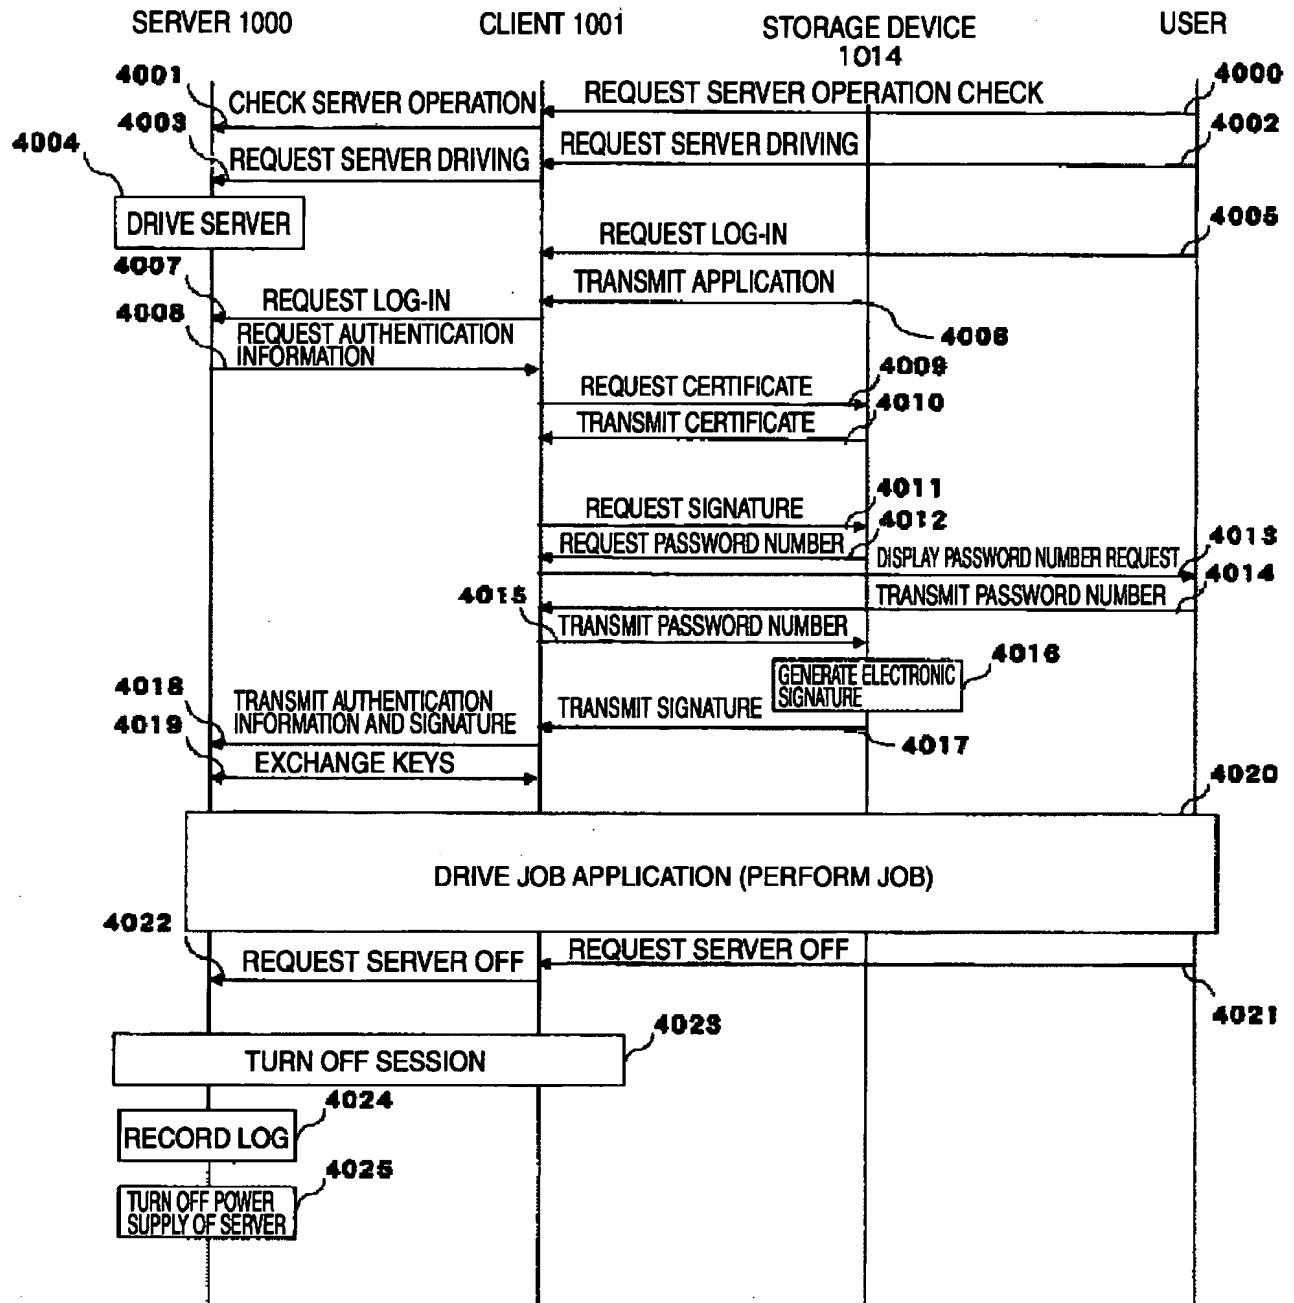 SERVER 1000
CLIENT 1001
STORAGE DEVICE
1014
USER
4001
CHECK SERVER OPERATION
REQUEST SERVER OPERATION CHECK
4000
4003
REQUEST SERVER DRIVING
REQUEST SERVER DRIVING
4002
4004
DRIVE SERVER
REQUEST LOG-IN
4005
4007
REQUEST LOG-IN
TRANSMIT APPLICATION
4006
4008
REQUEST AUTHENTICATION
INFORMATION
REQUEST CERTIFICATE
4009
TRANSMIT CERTIFICATE
4010
REQUEST SIGNATURE
4011
REQUEST PASSWORD NUMBER
4012
DISPLAY PASSWORD NUMBER REQUEST
4013
TRANSMIT PASSWORD NUMBER
4014
4015
TRANSMIT PASSWORD NUMBER
GENERATE ELECTRONIC
SIGNATURE
4016
4018
TRANSMIT AUTHENTICATION
INFORMATION AND SIGNATURE
TRANSMIT SIGNATURE
4017
4019
EXCHANGE KEYS
4020
DRIVE JOB APPLICATION (PERFORM JOB)
4022
REQUEST SERVER OFF
REQUEST SERVER OFF
4021
TURN OFF SESSION
4023
RECORD LOG
4024
TURN OFF POWER
SUPPLY OF SERVER
4025